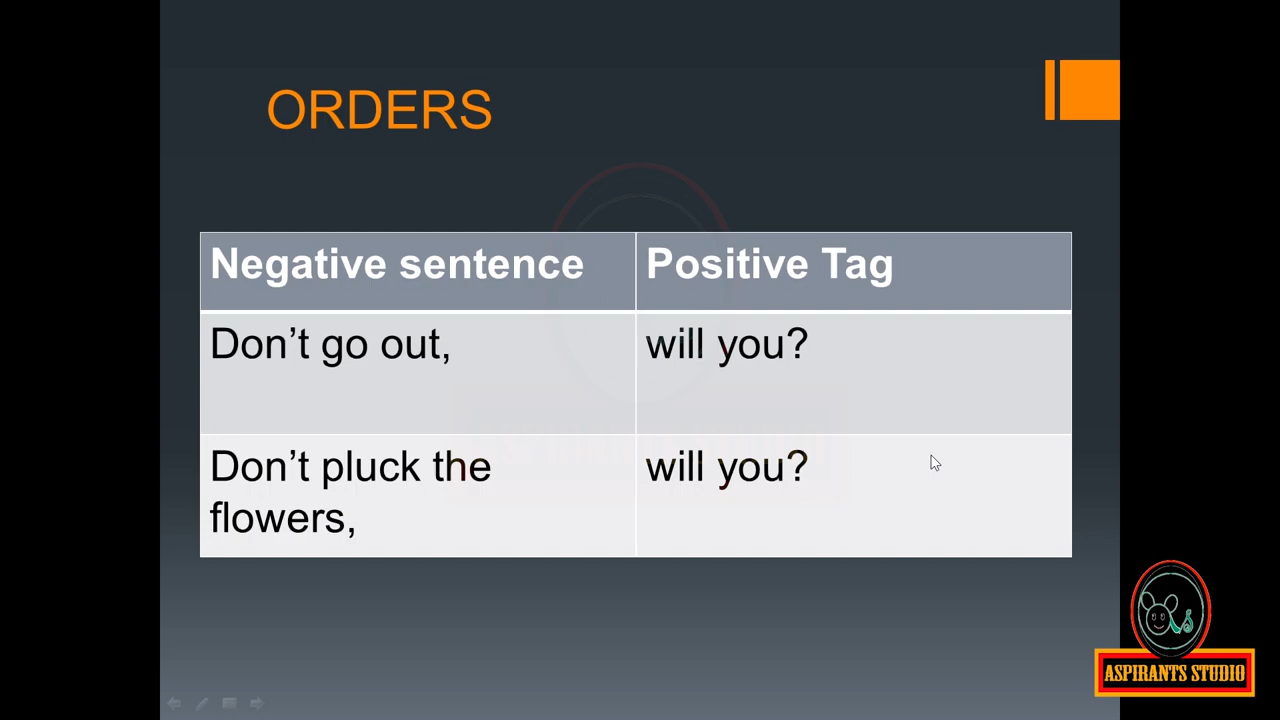 ORDERS
Negative sentence
Positive Tag
Don’t go out,
will you?
Don’t pluck the
flowers,
will you?
ASPIRANTS STUDIO